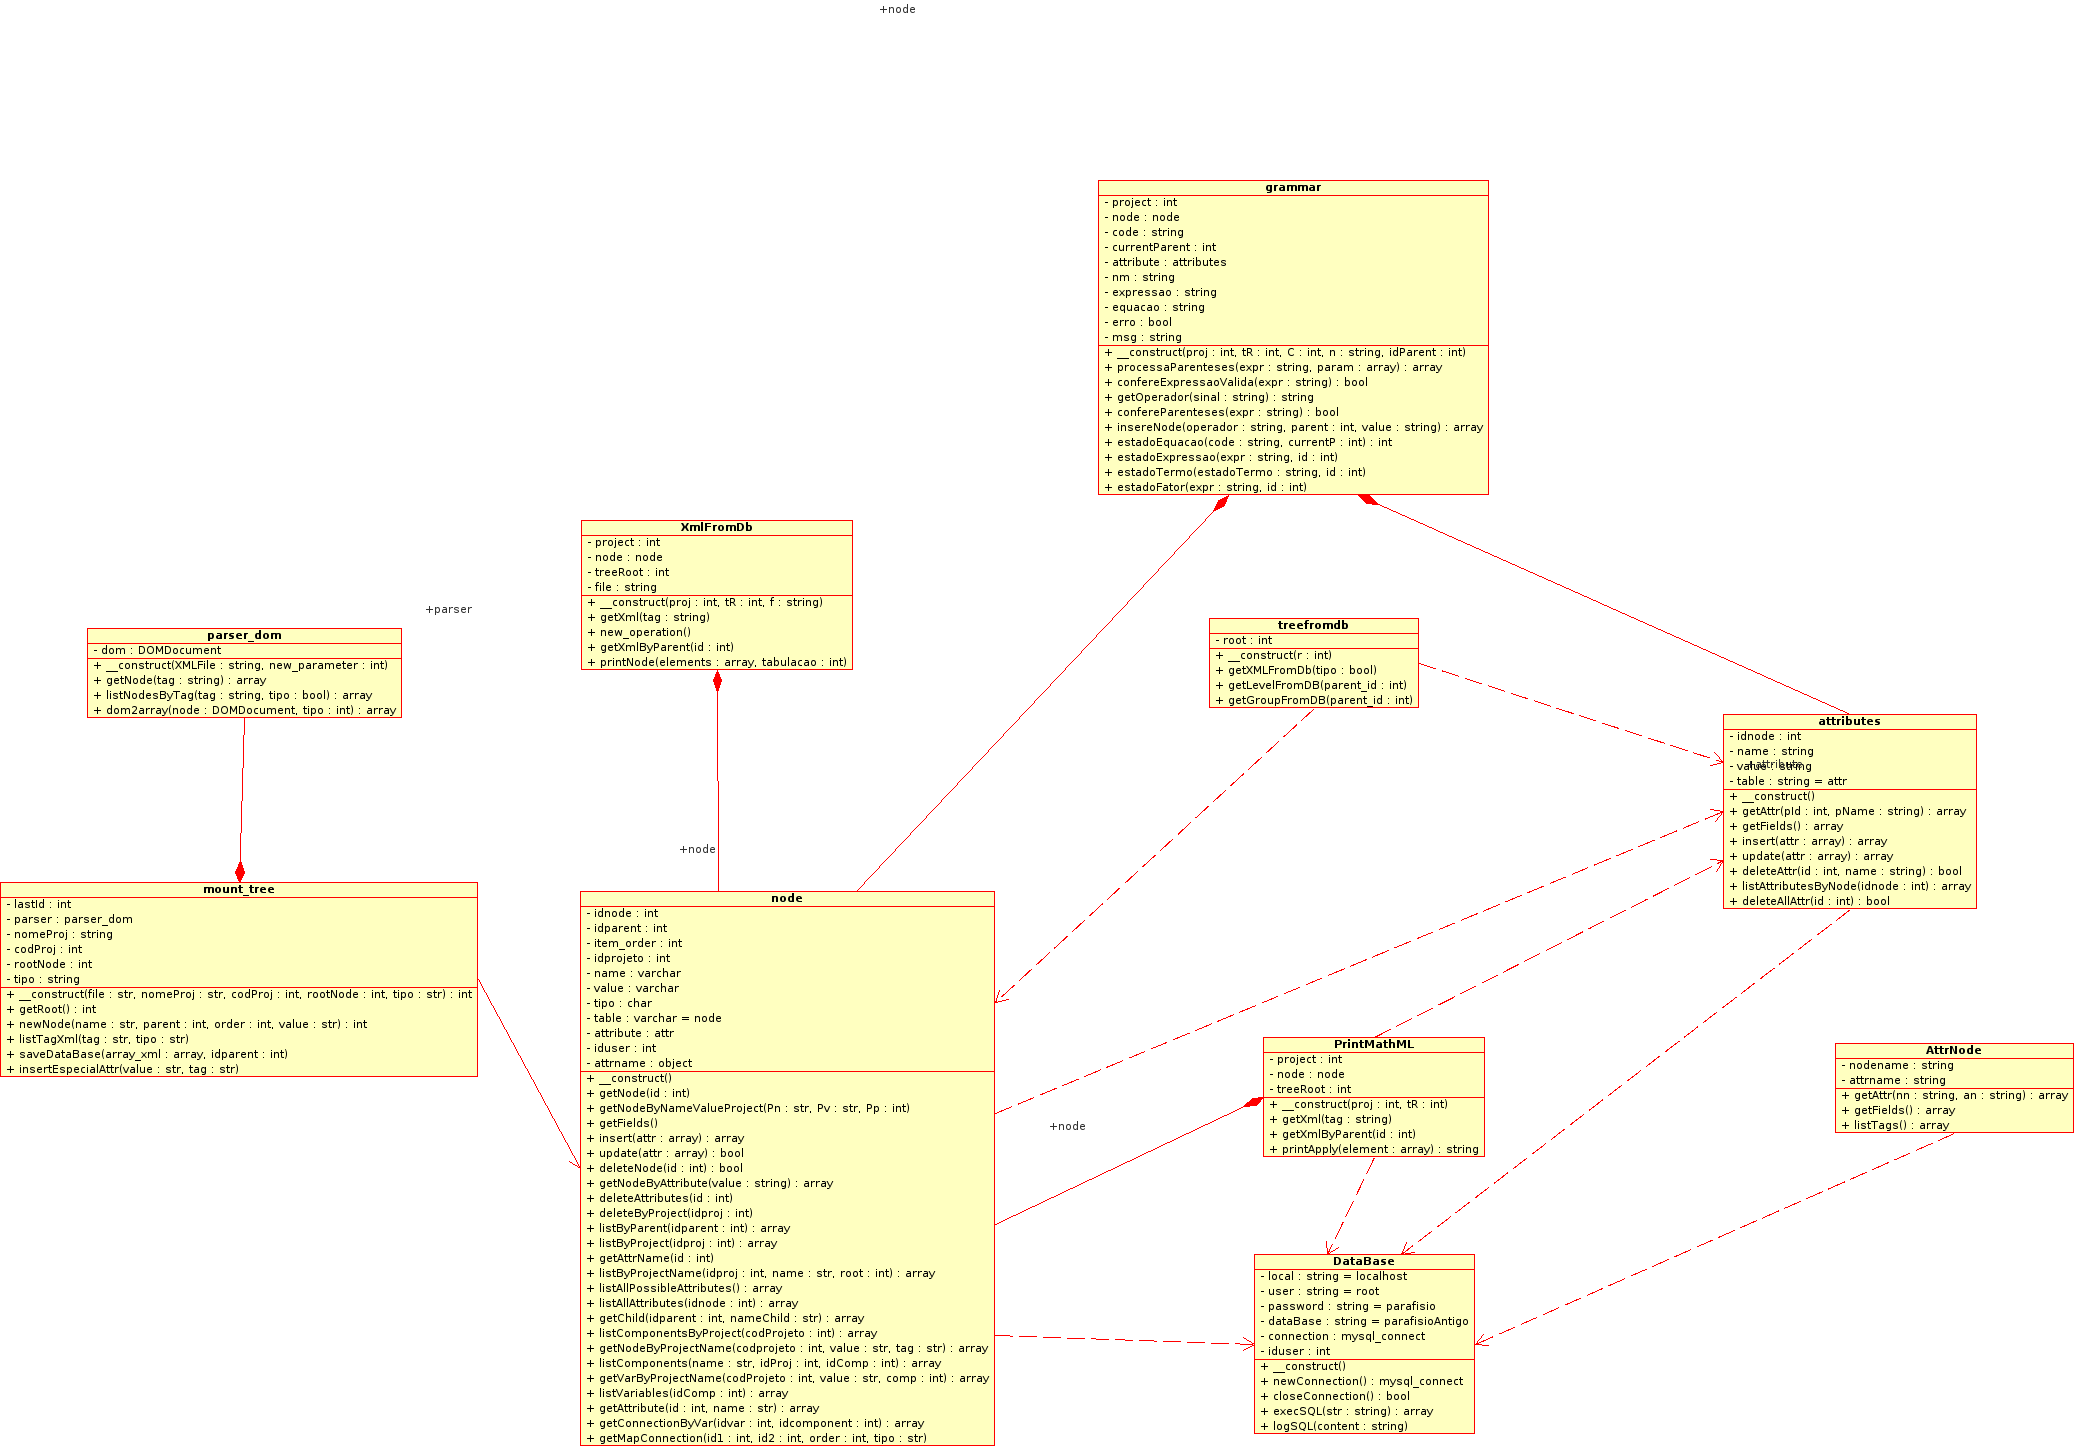 +node
grammar
- project : int
- node : node
- code : string
- currentParent : int
- attribute : attributes
- nm : string
- expressao : string
- equacao : string
- erro : bool
- msg : string
+ __construct(proj : int, tR : int, C : int, n : string, idParent : int)
+ processaParenteses(expr : string, param : array) : array
+ confereExpressaoValida(expr : string) : bool
+ getOperador(sinal : string) : string
+ confereParenteses(expr : string) : bool
+ insereNode(operador : string, parent : int, value : string) : array
+ estadoEquacao(code : string, currentP : int) : int
+ estadoExpressao(expr : string, id : int)
+ estadoTermo(estadoTermo : string, id : int)
+ estadoFator(expr : string, id : int)
XmlFromDb
- project : int
- node : node
- treeRoot : int
- file : string
+ __construct(proj : int, tR : int, f : string)
+ getXml(tag : string)
+ new_operation()
+ getXmlByParent(id : int)
+ printNode(elements : array, tabulacao : int)
+parser
parser_dom
- dom : DOMDocument
+ __construct(XMLFile : string, new_parameter : int)
+ getNode(tag : string) : array
+ listNodesByTag(tag : string, tipo : bool) : array
+ dom2array(node : DOMDocument, tipo : int) : array
treefromdb
- root : int
+ __construct(r : int)
+ getXMLFromDb(tipo : bool)
+ getLevelFromDB(parent_id : int)
+ getGroupFromDB(parent_id : int)
attributes
- idnode : int
- name : string
- value : string
+attribute
- table : string = attr
+ __construct()
+ getAttr(pId : int, pName : string) : array
+ getFields() : array
+ insert(attr : array) : array
+ update(attr : array) : array
+ deleteAttr(id : int, name : string) : bool
+ listAttributesByNode(idnode : int) : array
+ deleteAllAttr(id : int) : bool
+node
mount_tree
- lastId : int
- parser : parser_dom
- nomeProj : string
- codProj : int
- rootNode : int
- tipo : string
+ __construct(file : str, nomeProj : str, codProj : int, rootNode : int, tipo : str) : int
+ getRoot() : int
+ newNode(name : str, parent : int, order : int, value : str) : int
+ listTagXml(tag : str, tipo : str)
+ saveDataBase(array_xml : array, idparent : int)
+ insertEspecialAttr(value : str, tag : str)
node
- idnode : int
- idparent : int
- item_order : int
- idprojeto : int
- name : varchar
- value : varchar
- tipo : char
- table : varchar = node
- attribute : attr
- iduser : int
- attrname : object
+ __construct()
+ getNode(id : int)
+ getNodeByNameValueProject(Pn : str, Pv : str, Pp : int)
+ getFields()
+ insert(attr : array) : array
+ update(attr : array) : bool
+ deleteNode(id : int) : bool
+ getNodeByAttribute(value : string) : array
+ deleteAttributes(id : int)
+ deleteByProject(idproj : int)
+ listByParent(idparent : int) : array
+ listByProject(idproj : int) : array
+ getAttrName(id : int)
+ listByProjectName(idproj : int, name : str, root : int) : array
+ listAllPossibleAttributes() : array
+ listAllAttributes(idnode : int) : array
+ getChild(idparent : int, nameChild : str) : array
+ listComponentsByProject(codProjeto : int) : array
+ getNodeByProjectName(codprojeto : int, value : str, tag : str) : array
+ listComponents(name : str, idProj : int, idComp : int) : array
+ getVarByProjectName(codProjeto : int, value : str, comp : int) : array
+ listVariables(idComp : int) : array
+ getAttribute(id : int, name : str) : array
+ getConnectionByVar(idvar : int, idcomponent : int) : array
+ getMapConnection(id1 : int, id2 : int, order : int, tipo : str)
+node
PrintMathML
- project : int
- node : node
- treeRoot : int
+ __construct(proj : int, tR : int)
+ getXml(tag : string)
+ getXmlByParent(id : int)
+ printApply(element : array) : string
AttrNode
- nodename : string
- attrname : string
+ getAttr(nn : string, an : string) : array
+ getFields() : array
+ listTags() : array
DataBase
- local : string = localhost
- user : string = root
- password : string = parafisio
- dataBase : string = parafisioAntigo
- connection : mysql_connect
- iduser : int
+ __construct()
+ newConnection() : mysql_connect
+ closeConnection() : bool
+ execSQL(str : string) : array
+ logSQL(content : string)